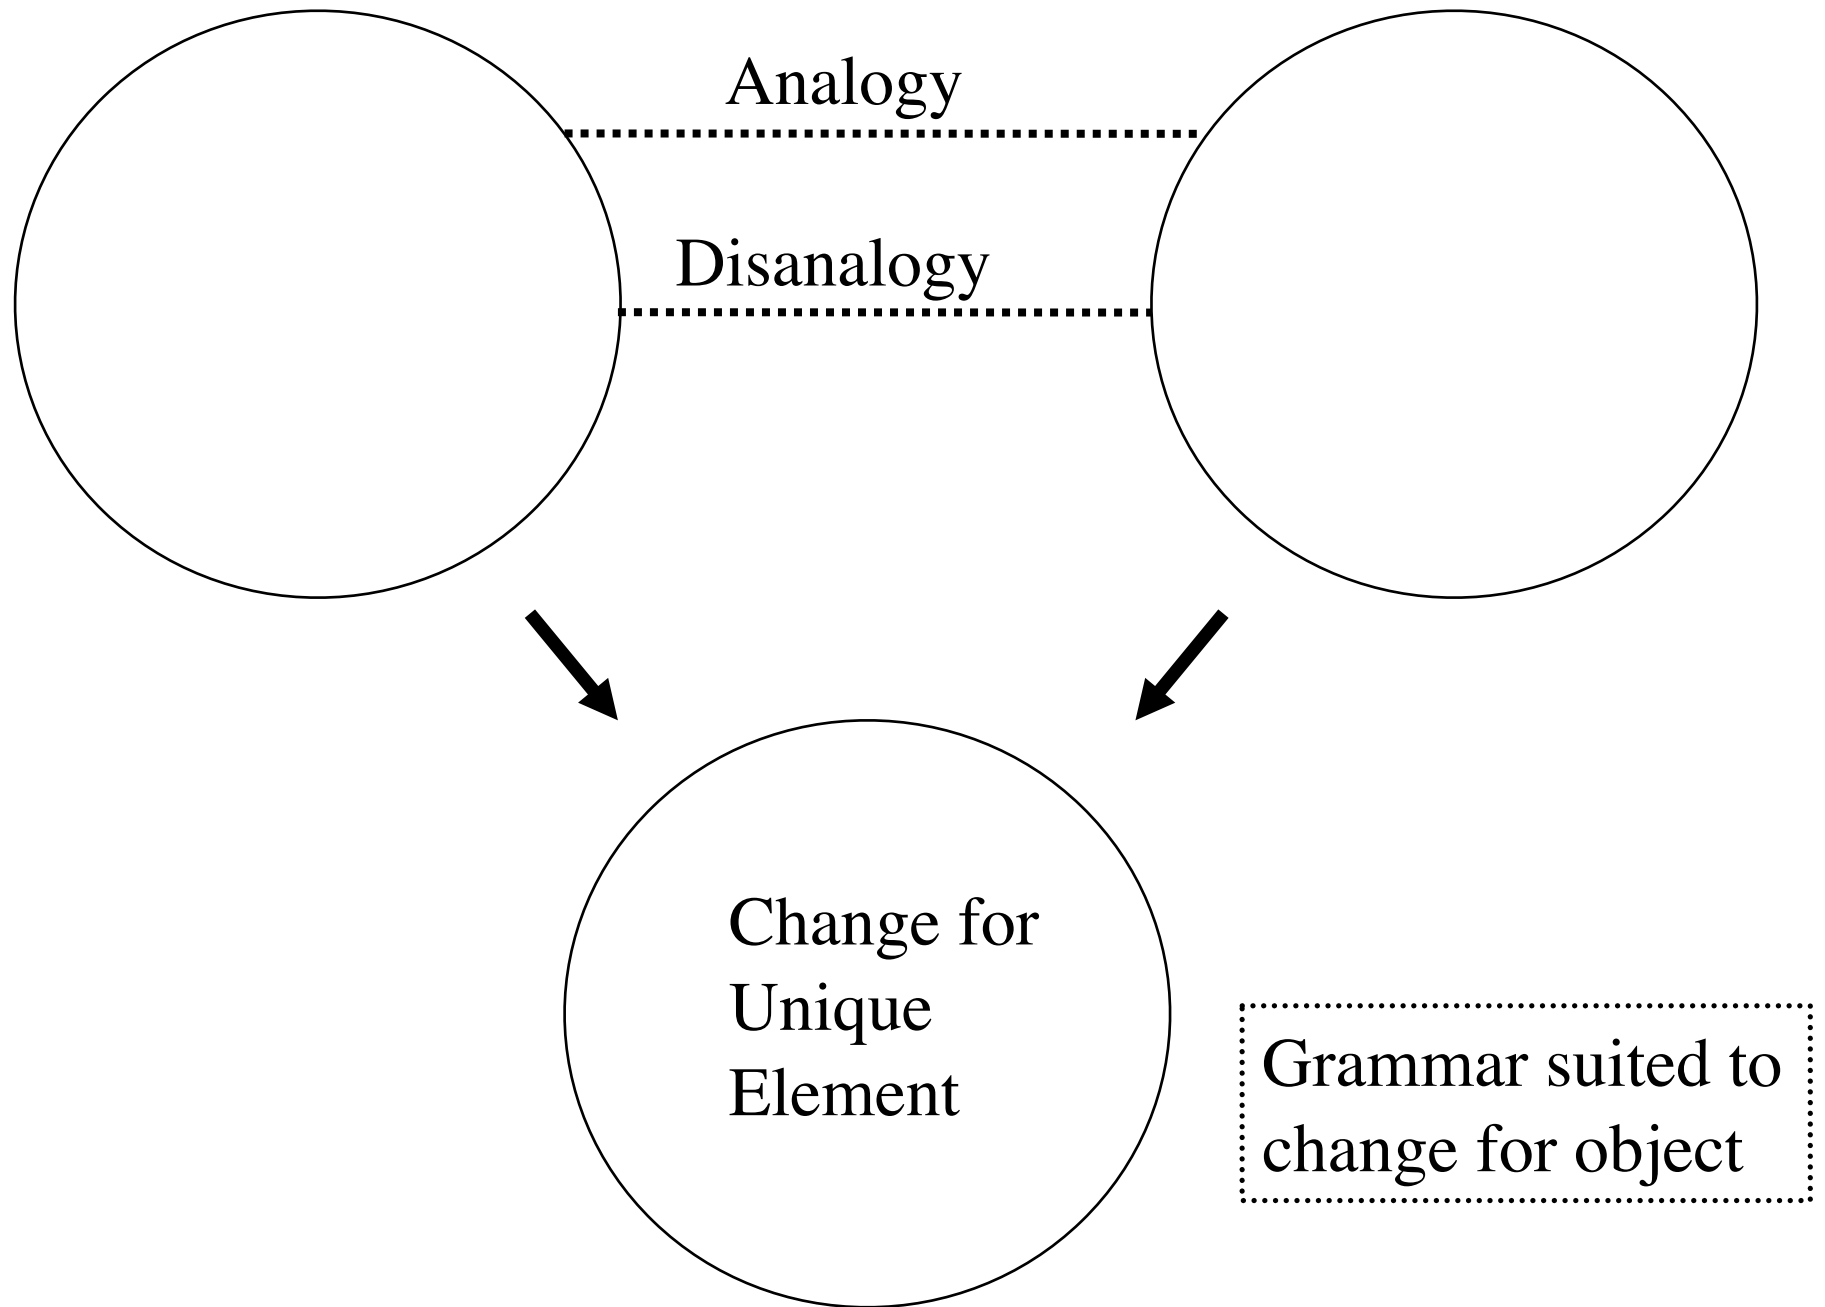 Analogy
Disanalogy
Change for
Unique
Element
Grammar suited to
change for object